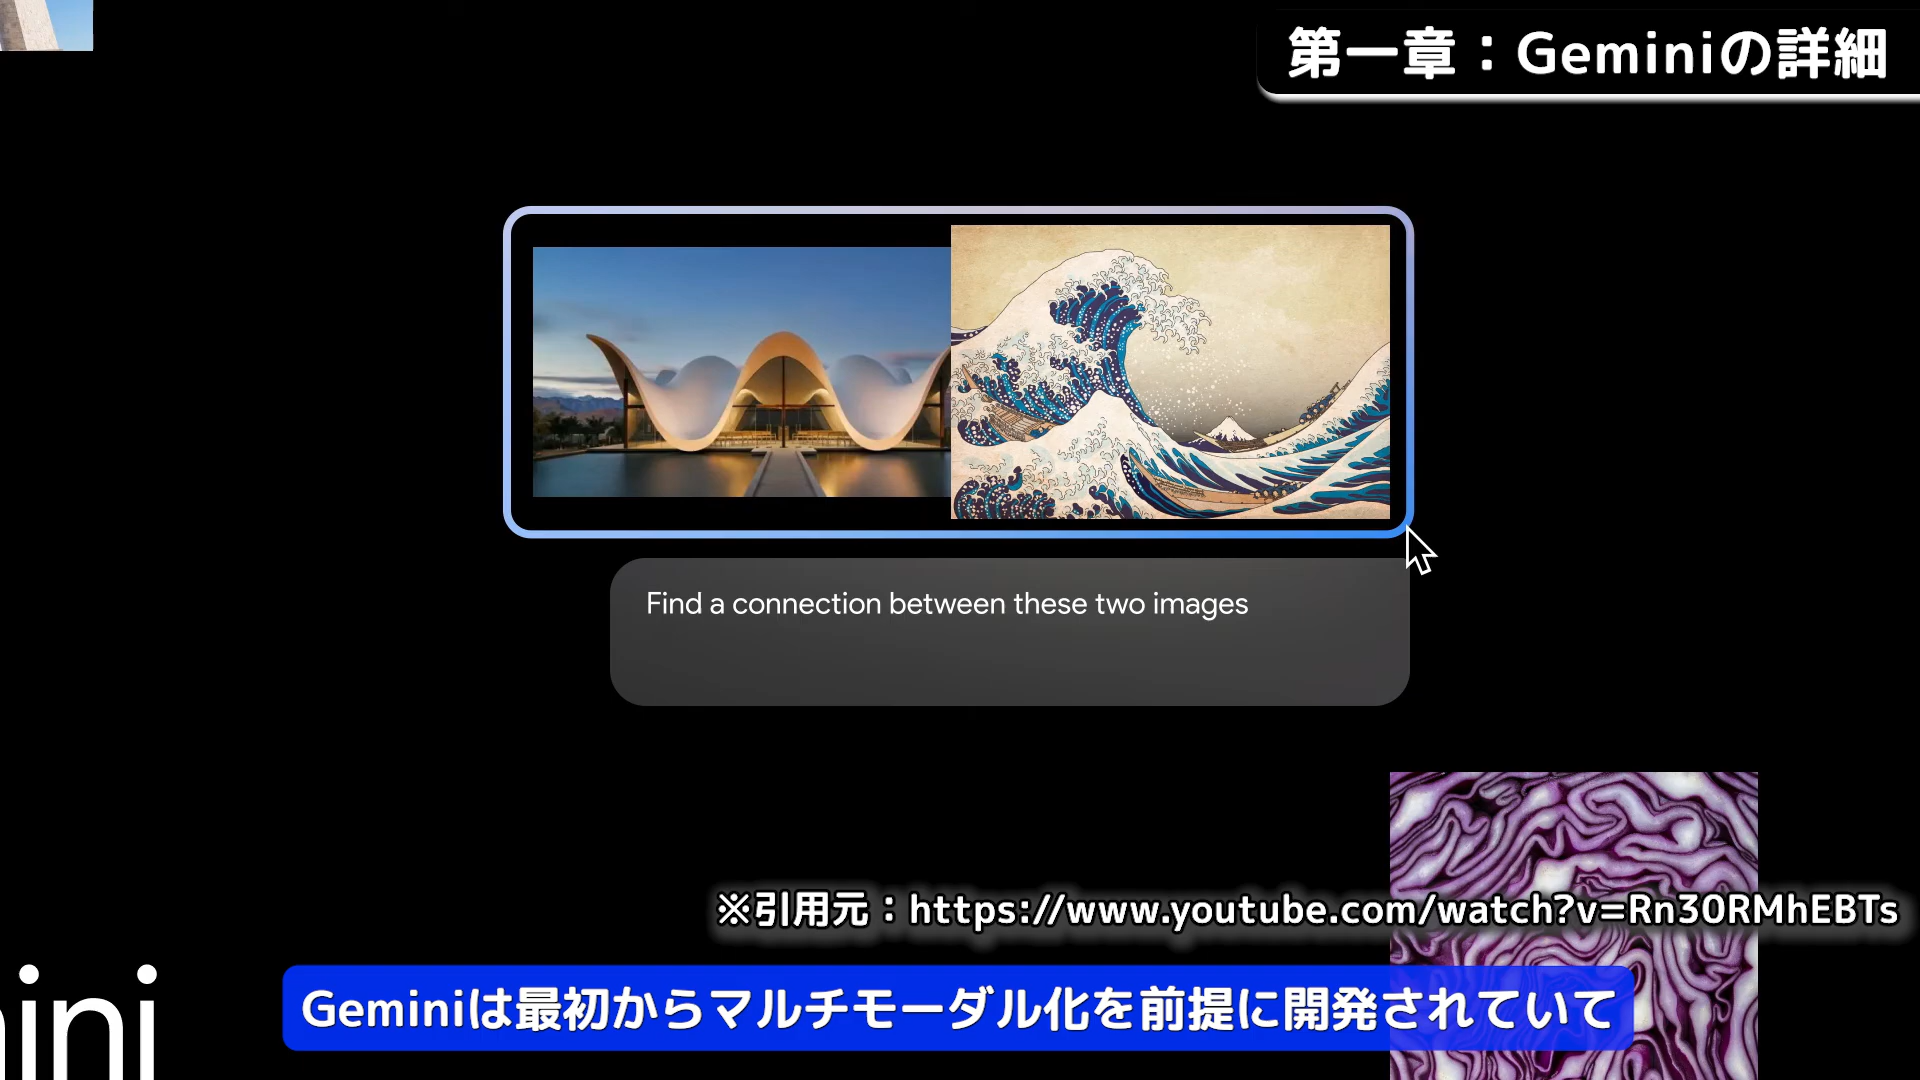 第一章：Geminiの詳細
Find a connection between these two images
※引用元：https://www.youtube.com/watch?v=Rn30RMhEBTs
ini
Geminiは最初からマルチモーダル化を前提に開発されていて